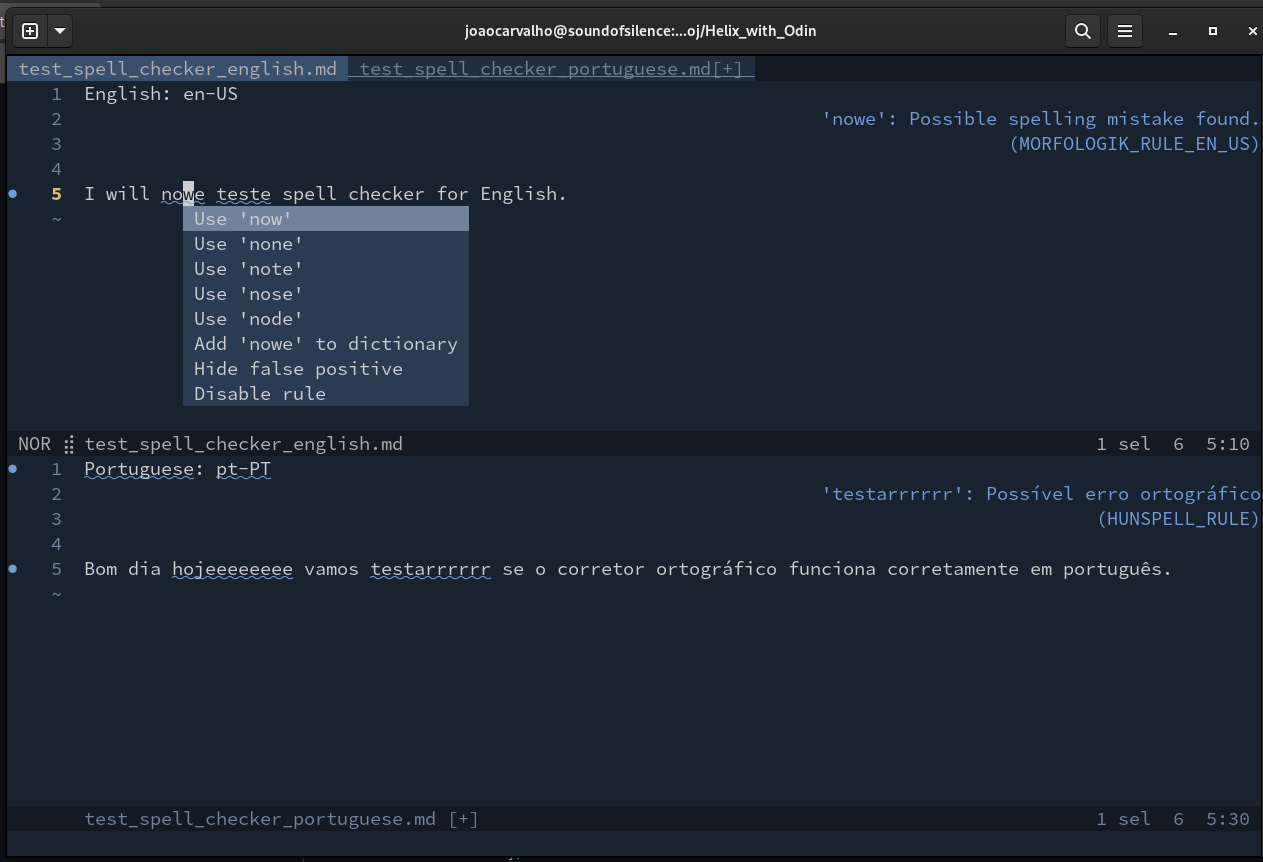 joaocarvalho@soundofsilence:...oj/Helix_with_Odin
test_spell_checker_english.md test_spell_checker_portuguese.md[+]
1 English: en-US
2 'nowe': Possible spelling mistake found.
3 (MORFOLOGIK_RULE_EN_US)
4
5 I will nowe teste spell checker for English.
~
Use 'now'
Use 'none'
Use 'note'
Use 'nose'
Use 'node'
Add 'nowe' to dictionary
Hide false positive
Disable rule
NOR ⣾ test_spell_checker_english.md 1 sel 6 5:10
1 Portuguese: pt-PT
2 'testarrrrrr': Possível erro ortográfico
3 (HUNSPELL_RULE)
4
5 Bom dia hojeeeeeeee vamos testarrrrrr se o corretor ortográfico funciona corretamente em português.
~
test_spell_checker_portuguese.md [+] 1 sel 6 5:30